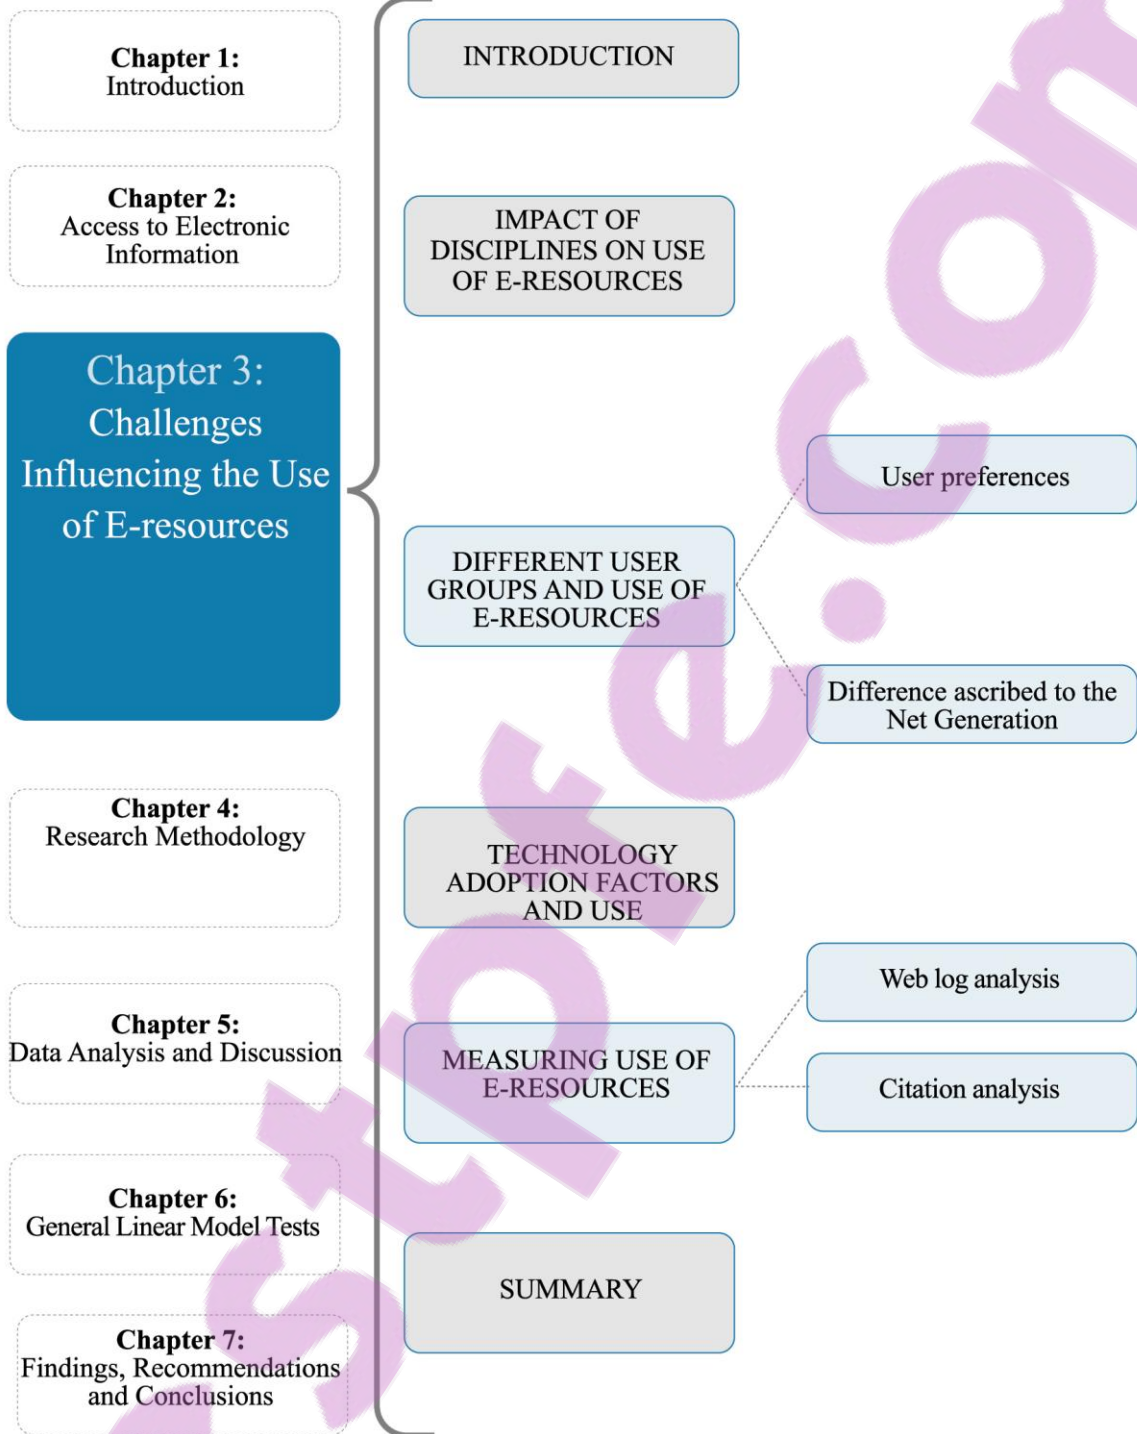 Chapter 1:
Introduction
Chapter 2:
Access to Electronic
Information
Chapter 3:
Challenges
Influencing the Use
of E-resources
Chapter 4:
Research Methodology
Chapter 5:
Data Analysis and Discussion
Chapter 6:
General Linear Model Tests
Chapter 7:
Findings, Recommendations
and Conclusions
INTRODUCTION
IMPACT OF
DISCIPLINES ON USE
OF E-RESOURCES
DIFFERENT USER
GROUPS AND USE OF
E-RESOURCES
User preferences
Difference ascribed to the
Net Generation
TECHNOLOGY
ADOPTION FACTORS
AND USE
MEASURING USE OF
E-RESOURCES
Web log analysis
Citation analysis
SUMMARY